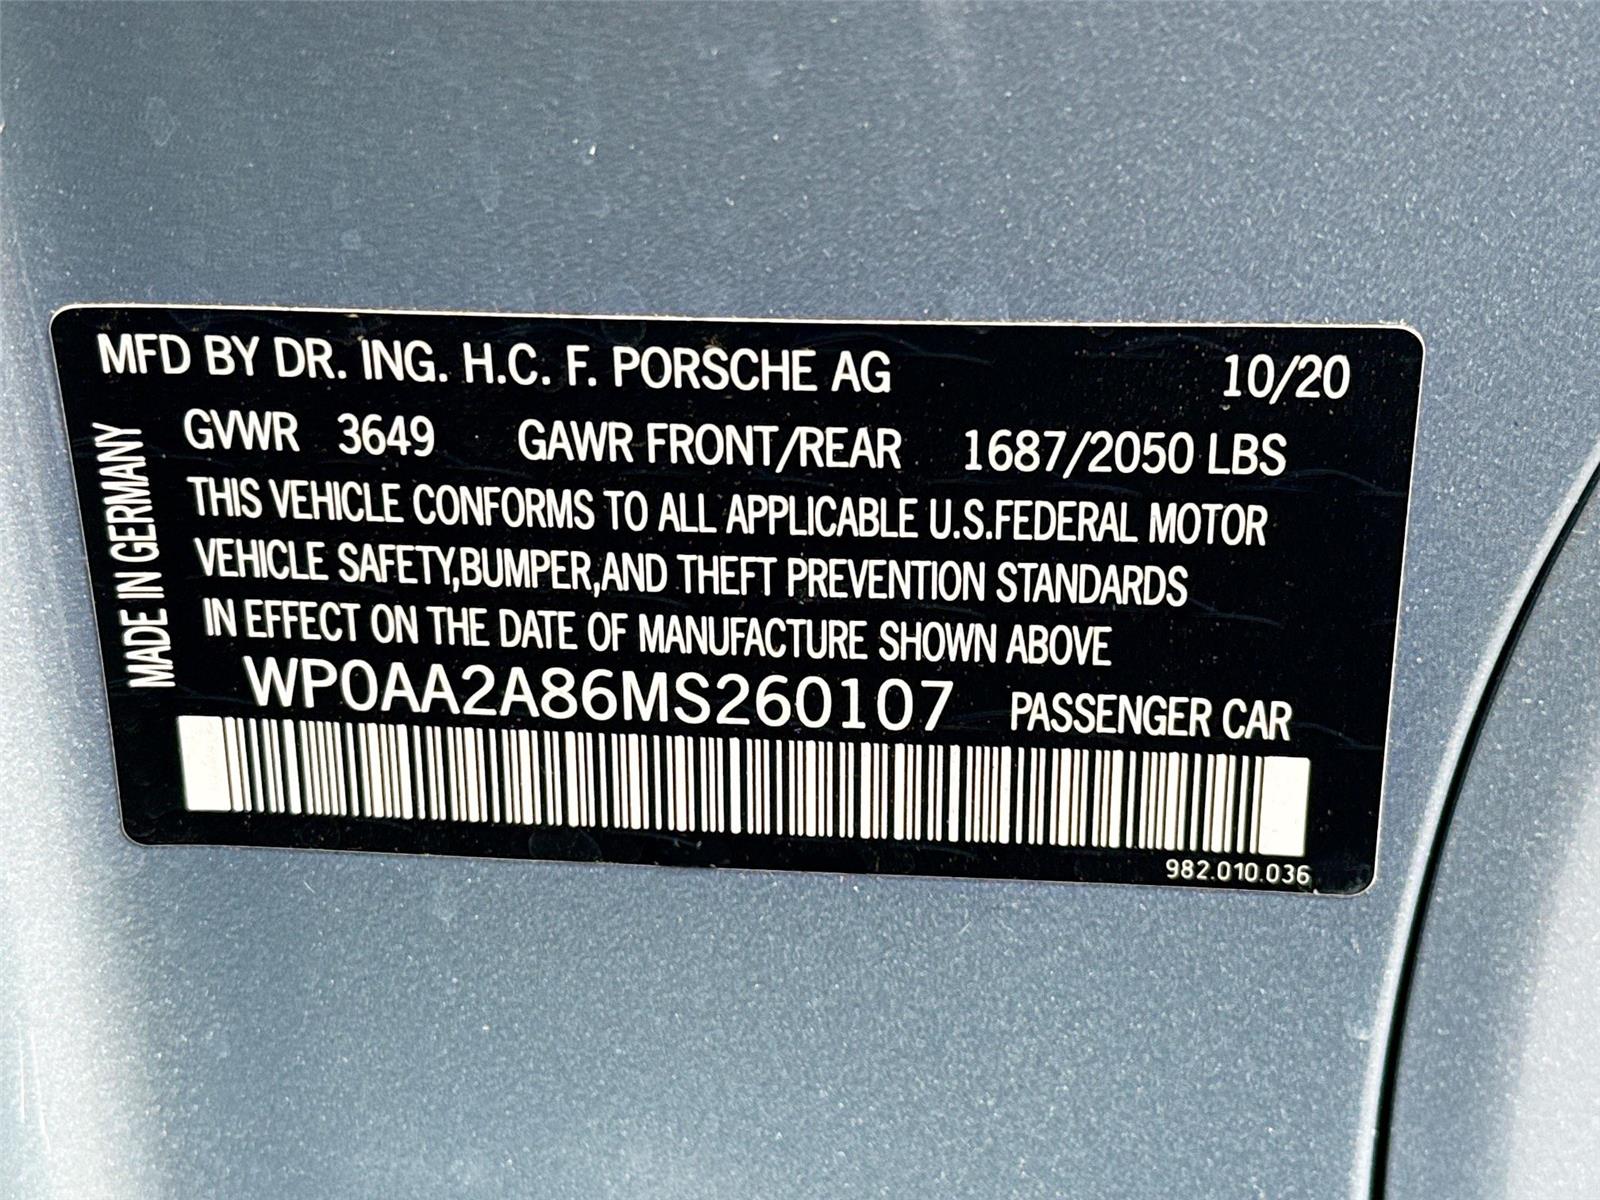 MFD BY DR. ING. H.C. F. PORSCHE AG 10/20
GVWR 3649 GAWR FRONT/REAR 1687/2050 LBS
THIS VEHICLE CONFORMS TO ALL APPLICABLE U.S.FEDERAL MOTOR
VEHICLE SAFETY,BUMPER,AND THEFT PREVENTION STANDARDS
IN EFFECT ON THE DATE OF MANUFACTURE SHOWN ABOVE
WP0AA2A86MS260107 PASSENGER CAR
982.010.036
MADE IN GERMANY